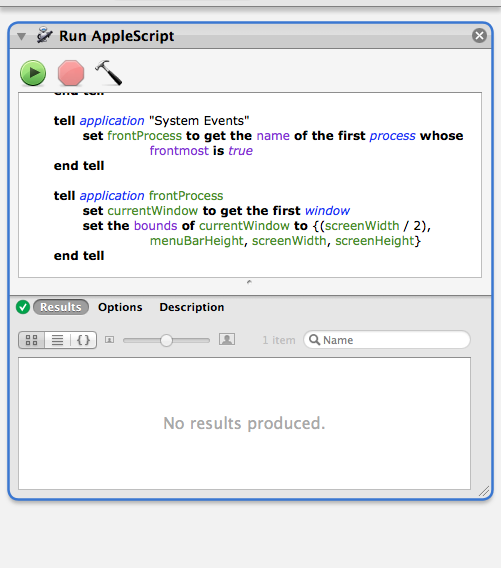 Run AppleScript
end tell
tell application "System Events"
set frontProcess to get the name of the first process whose
frontmost is true
end tell
tell application frontProcess
set currentWindow to get the first window
set the bounds of currentWindow to {(screenWidth / 2),
menuBarHeight, screenWidth, screenHeight}
end tell
Results Options Description
{} 1 item Name
No results produced.